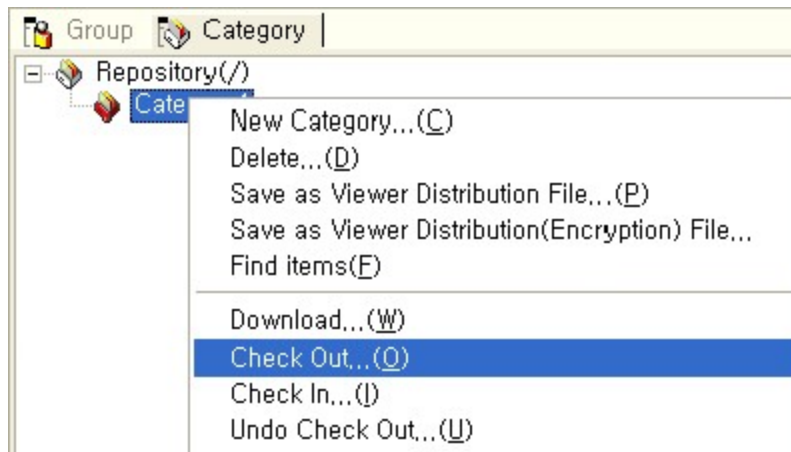 Group Category
Repository(/)
New Category...(C)
Delete...(D)
Save as Viewer Distribution File...(P)
Save as Viewer Distribution(Encryption) File...
Find items(F)
Download...(W)
Check Out...(O)
Check In...(I)
Undo Check Out...(U)